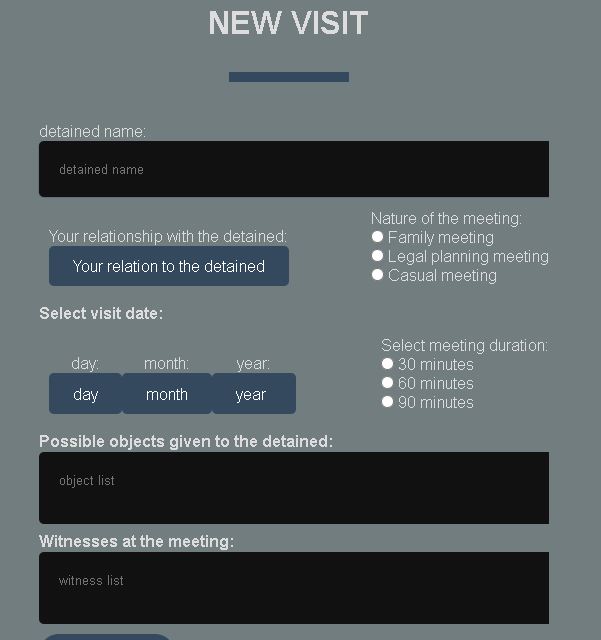 NEW VISIT
detained name:
detained name
Your relationship with the detained:
Your relation to the detained
Nature of the meeting:
Family meeting
Legal planning meeting
Casual meeting
Select visit date:
day: month: year:
day month year
Select meeting duration:
30 minutes
60 minutes
90 minutes
Possible objects given to the detained:
object list
Witnesses at the meeting:
witness list